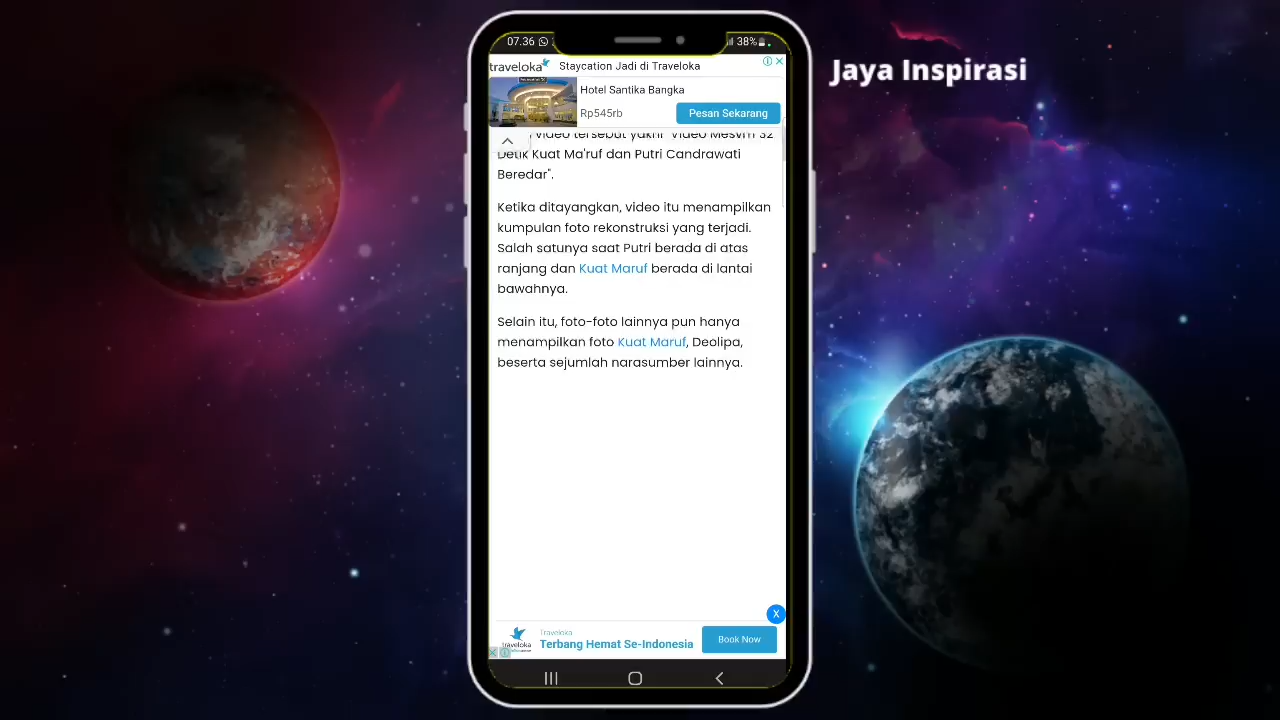 07.36
38%
Jaya Inspirasi
traveloka
Staycation Jadi di Traveloka
Hotel Santika Bangka
Rp545rb
Pesan Sekarang
video tersebut yakni "Video Mesvm 32
Detik Kuat Ma'ruf dan Putri Candrawati
Beredar".
Ketika ditayangkan, video itu menampilkan
kumpulan foto rekonstruksi yang terjadi.
Salah satunya saat Putri berada di atas
ranjang dan Kuat Maruf berada di lantai
bawahnya.
Selain itu, foto-foto lainnya pun hanya
menampilkan foto Kuat Maruf, Deolipa,
beserta sejumlah narasumber lainnya.
X
traveloka
Traveloka
Terbang Hemat Se-Indonesia
Book Now